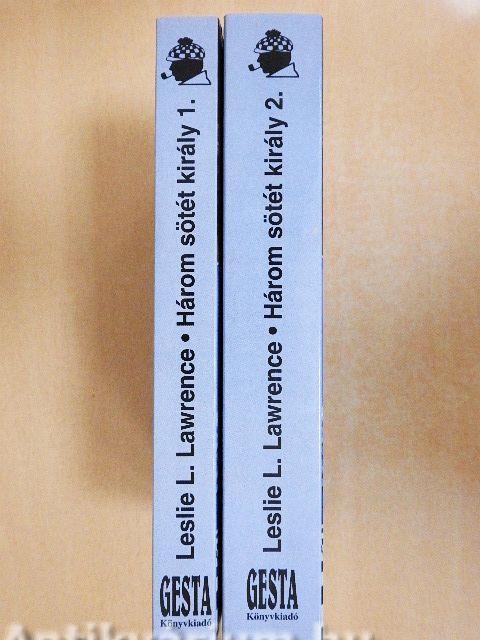 Leslie L. Lawrence • Három sötét király 1.
GESTA
Könyvkiadó
Leslie L. Lawrence • Három sötét király 2.
GESTA
Könyvkiadó